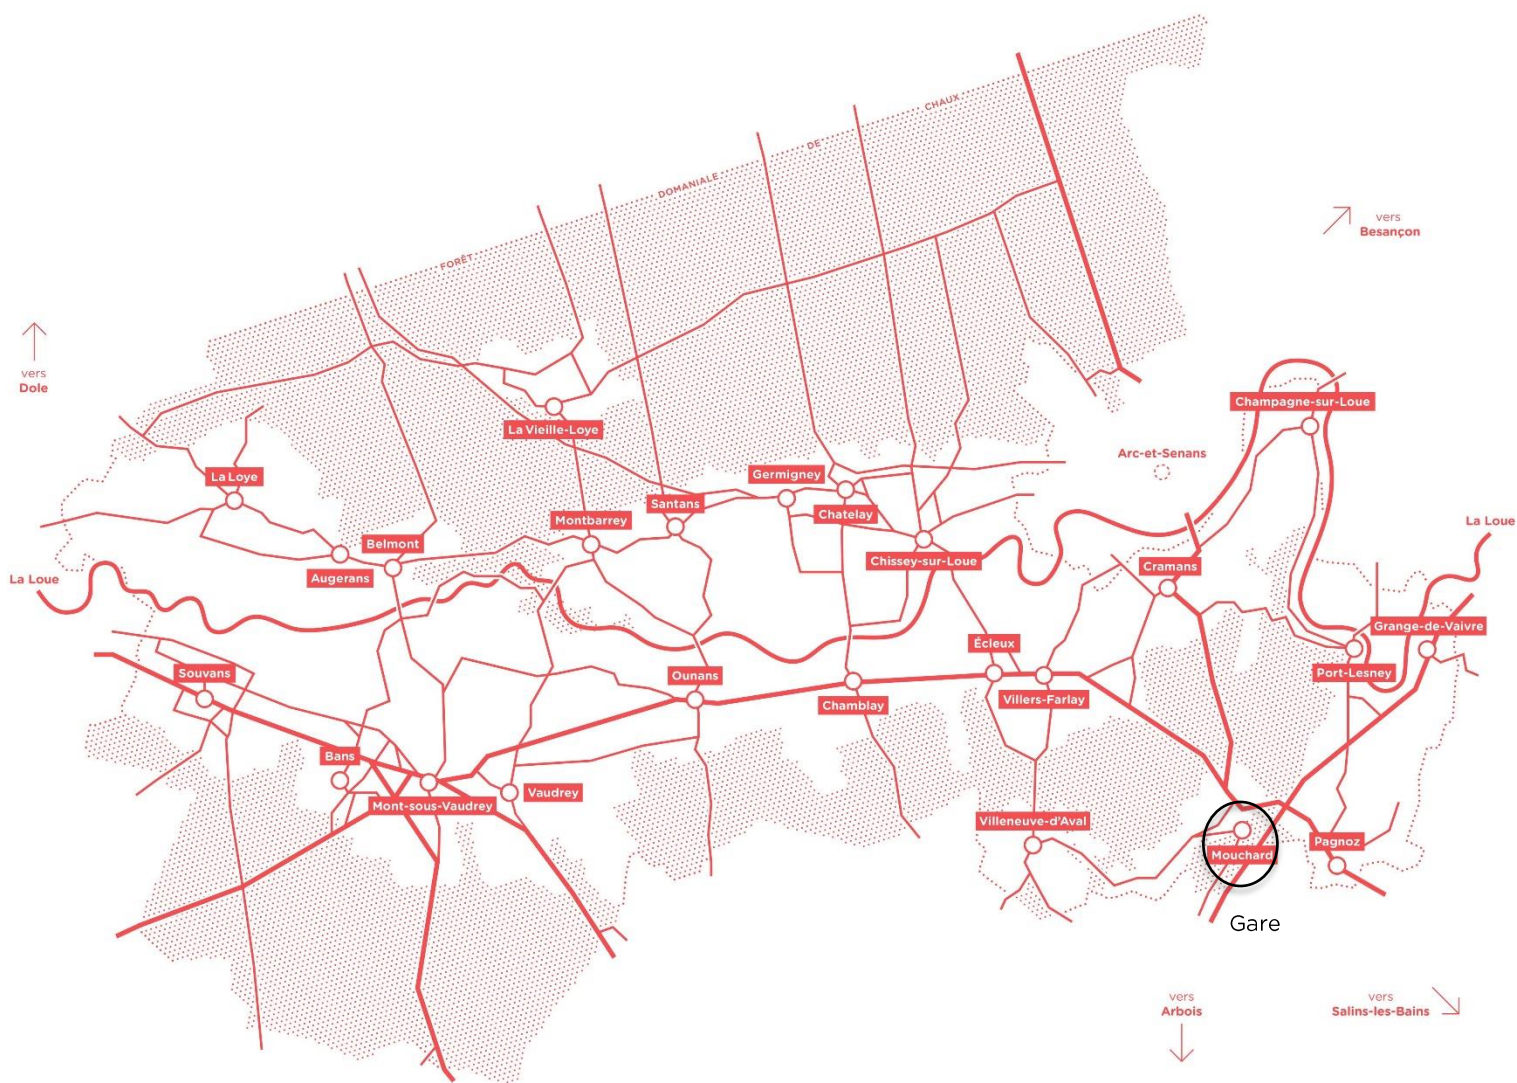 CHAUX
DE
DOMANIALE
FORÊT
vers
Besançon
vers
Dole
Champagne-sur-Loue
La Vieille-Loye
Arc-et-Senans
La Loye
Germigney
Santans
Chatelay
Montbarrey
La Loue
Belmont
Chissey-sur-Loue
Cramans
Augerans
La Loue
Grange-de-Vaivre
Écleux
Souvans
Ounans
Port-Lesney
Villers-Farlay
Chamblay
Bans
Vaudrey
Mont-sous-Vaudrey
Villeneuve-d'Aval
Pagnoz
Mouchard
Gare
vers
Arbois
vers
Salins-les-Bains